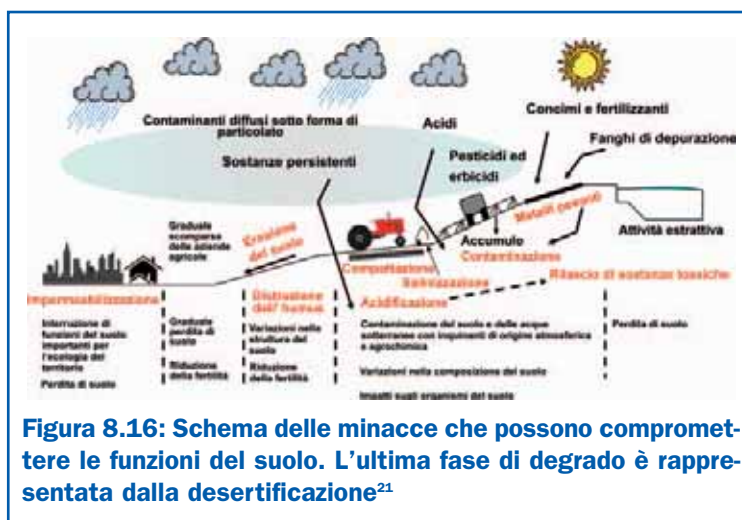 Contaminanti diffusi sotto forma di
particolato
Acidi
Concimi e fertilizzanti
Fanghi di depurazione
Sostanze persistenti
Pesticidi ed
erbicidi
Metalli pesanti
Attività estrattiva
Graduale
scomparsa
delle aziende
agricole
Erosione
del suolo
Compattazione
Accumulo
Contaminazione
Salinizzazione
Rilascio di sostanze tossiche
Impermeabilizzazione
Distruzione
dell'humus
Acidificazione
Interruzione di
funzioni del suolo
importanti per
l'ecologia del
territorio
Perdita di suolo
Graduale
perdita di
suolo
Riduzione
della fertilità
Variazioni nella
struttura del
suolo
Riduzione
della fertilità
Contaminazione del suolo e delle acque
sotterranee con inquinanti di origine atmosferica
e agrochimica
Variazioni nella composizione del suolo
Impatti sugli organismi del suolo
Perdita di suolo
Figura 8.16: Schema delle minacce che possono compromet-
tere le funzioni del suolo. L'ultima fase di degrado è rappre-
sentata dalla desertificazione21